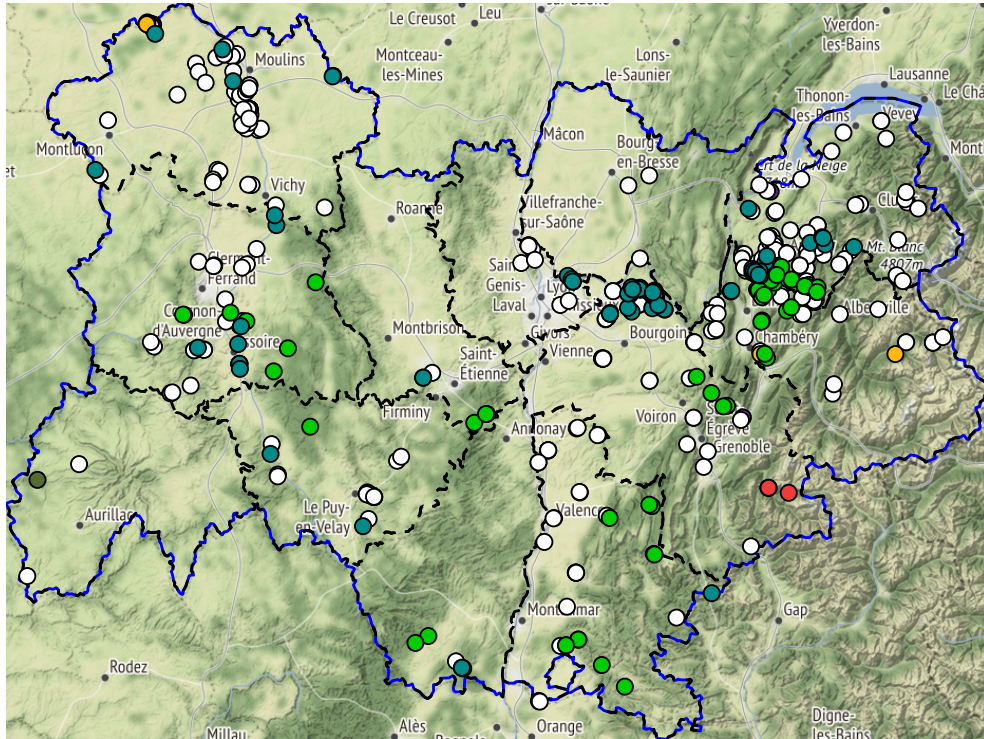 Le Creusot
Leu
Yverdon-
les-Bains
Montceau-
les-Mines
Moulins
Lons-
le-Saunier
Lausanne
Thonon-
les-Bains
Vevey
Mâcon
Montluçon
Bourg-
en-Bresse
Vichy
Roanne
Villefranche-
sur-Saône
Mt. Blanc
4807m
Clermont-
Ferrand
Genis-
Laval
Albertville
d'Auvergne
Givors
Bourgoin
Montbrison
Chambéry
Vienne
Saint-
Étienne
Firminy
Voiron
Égrève
Grenoble
Annonay
Le Puy-
en-Velay
Valence
Aurillac
Gap
Rodez
Alès
Orange
Digne-
les-Bains
Millau